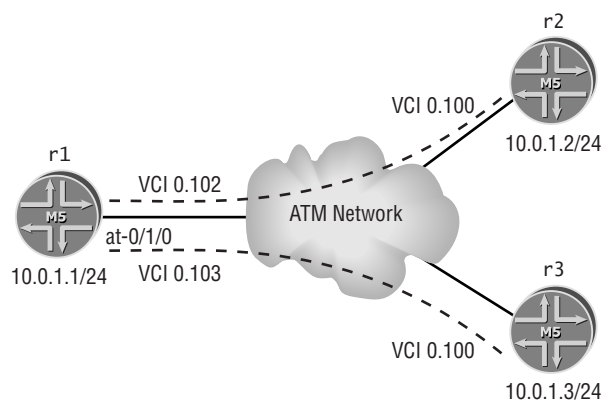 r2
M5
VCI 0.100
10.0.1.2/24
r1
VCI 0.102
ATM Network
M5
at-0/1/0
10.0.1.1/24
VCI 0.103
r3
M5
VCI 0.100
10.0.1.3/24